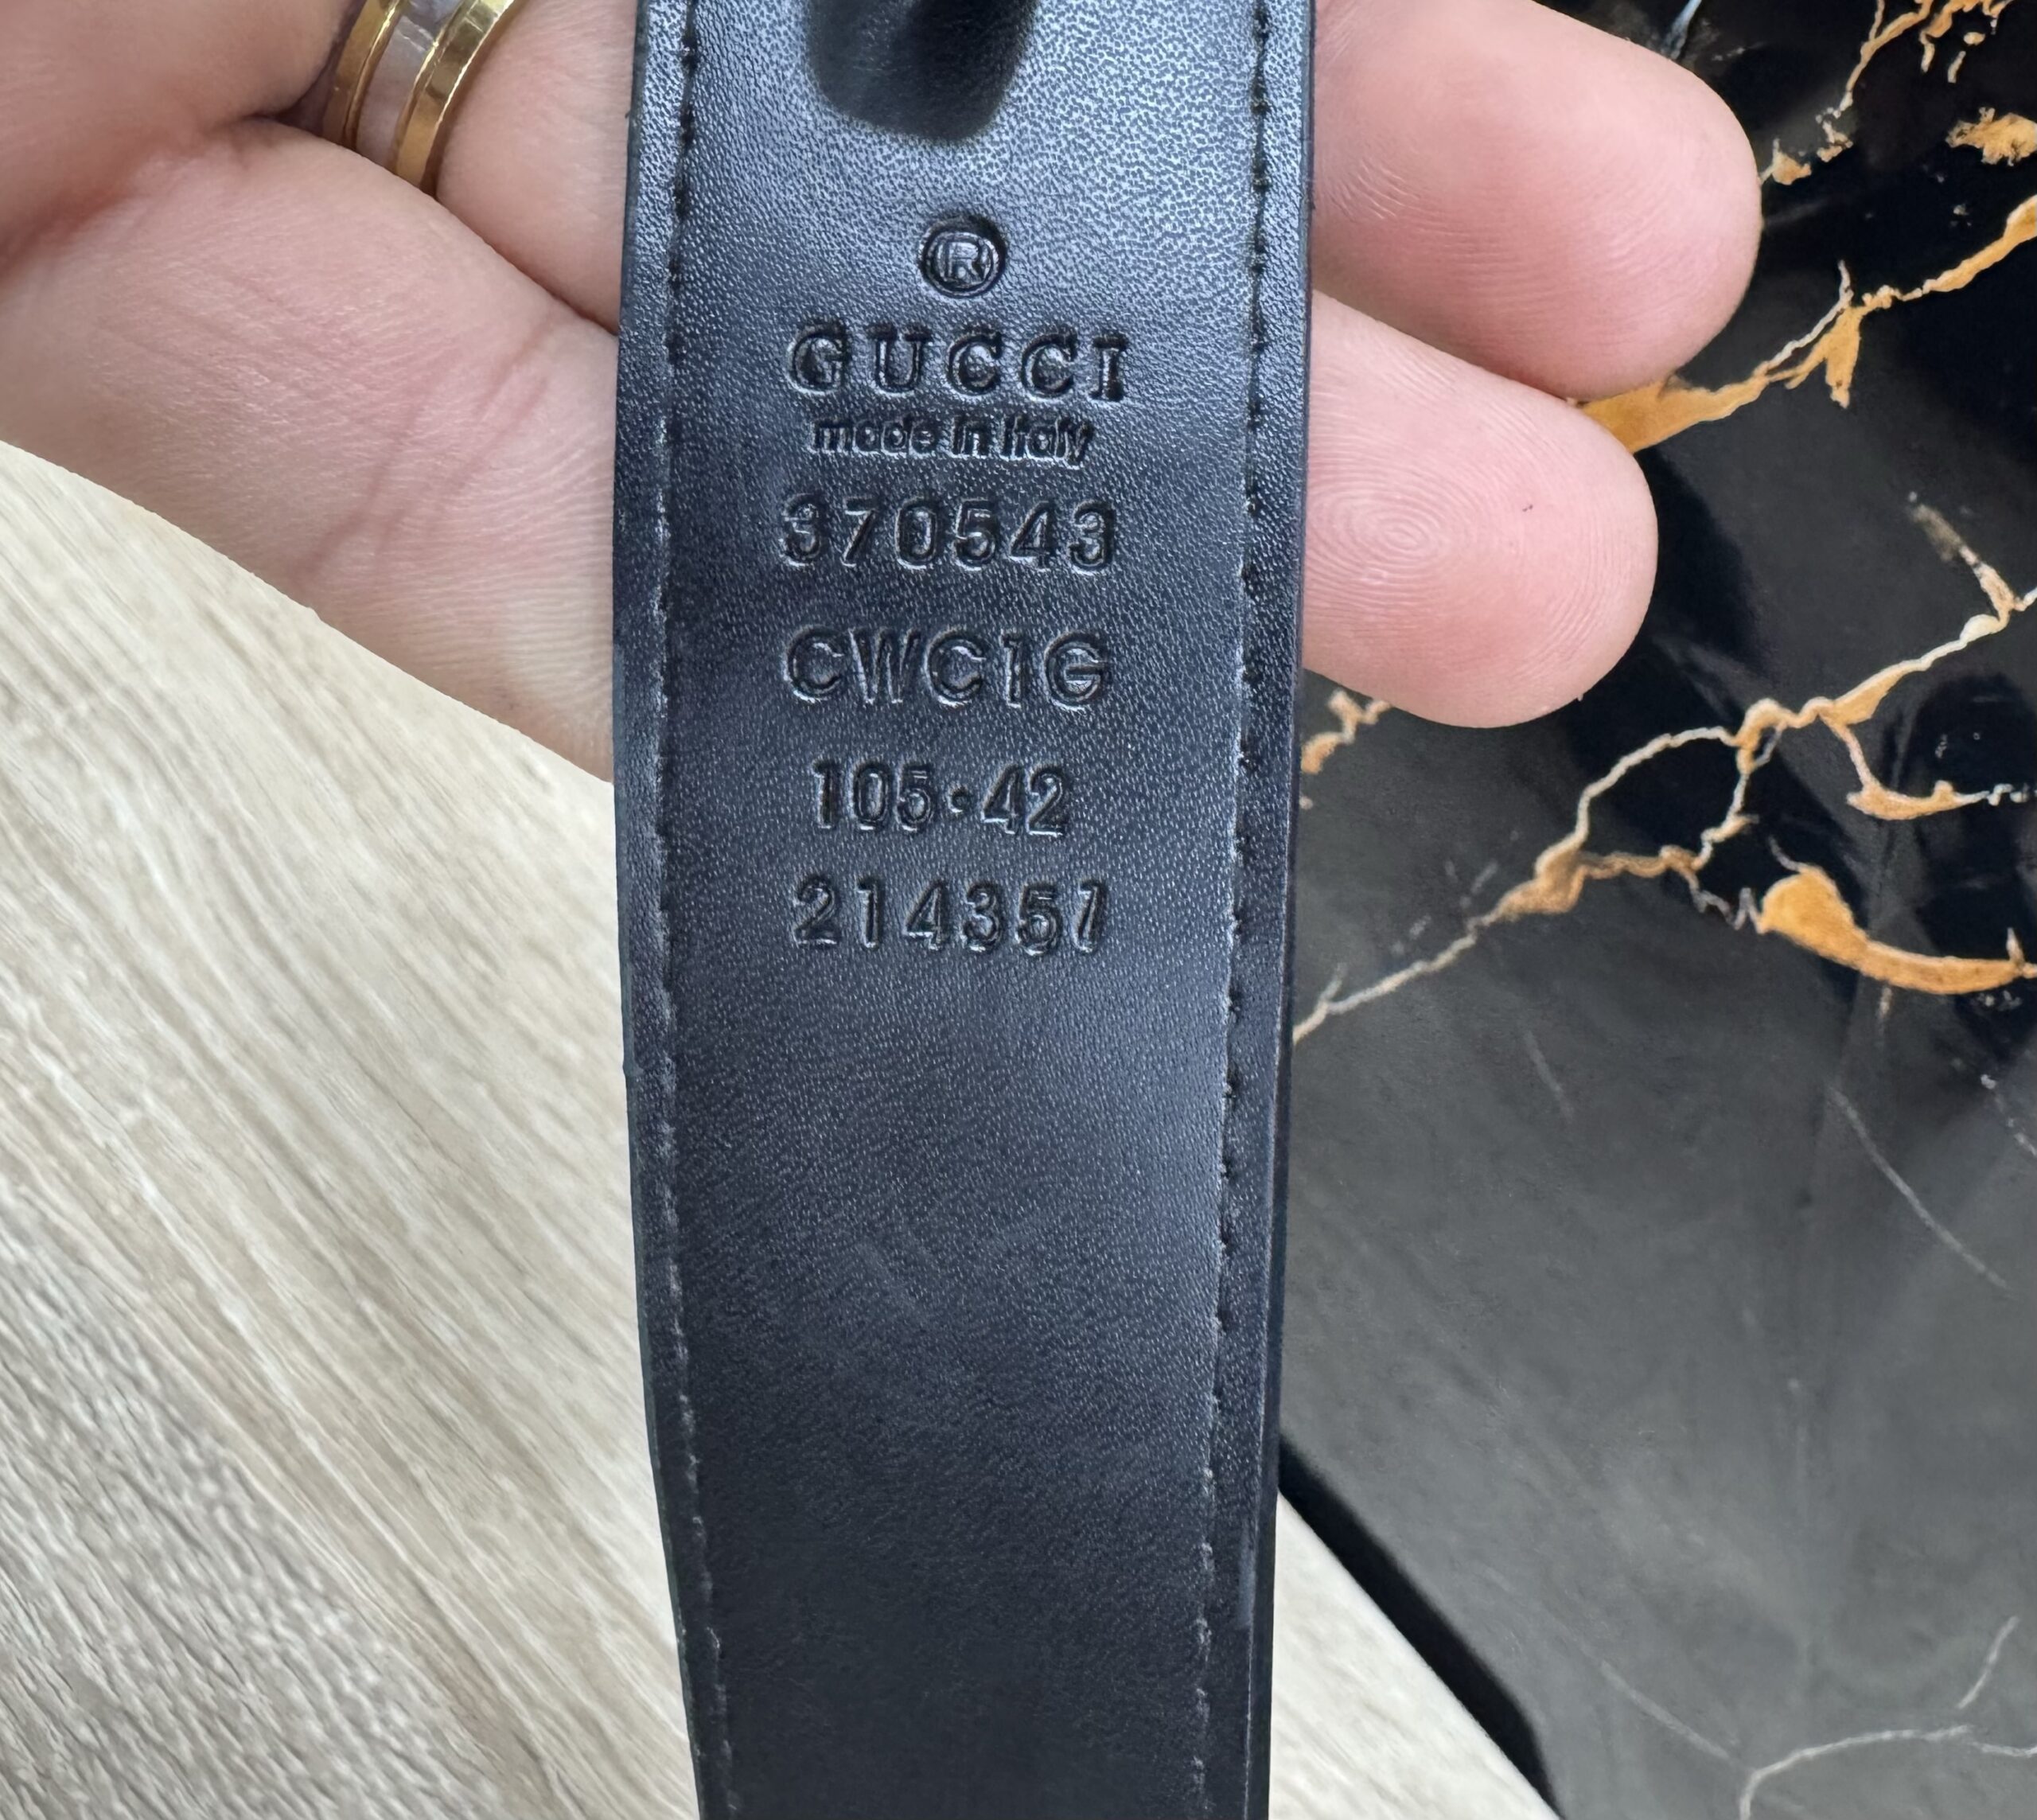 ®
GUCCI
made in italy
370543
CWC1G
105·42
214357